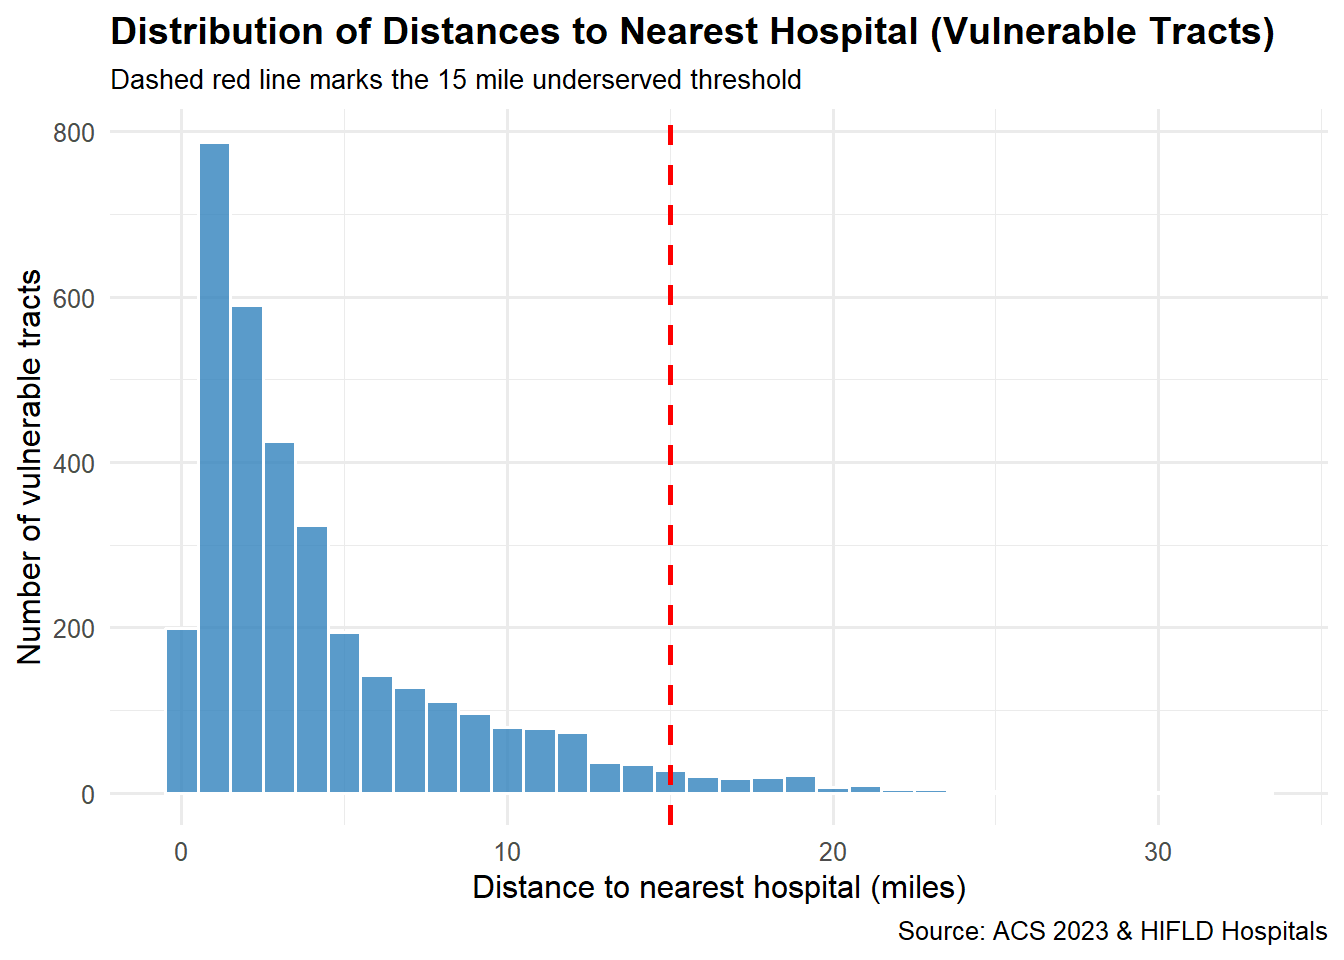 Distribution of Distances to Nearest Hospital (Vulnerable Tracts)
Dashed red line marks the 15 mile underserved threshold
Number of vulnerable tracts
800
600
400
200
0
0 10 20 30
Distance to nearest hospital (miles)
Source: ACS 2023 & HIFLD Hospitals